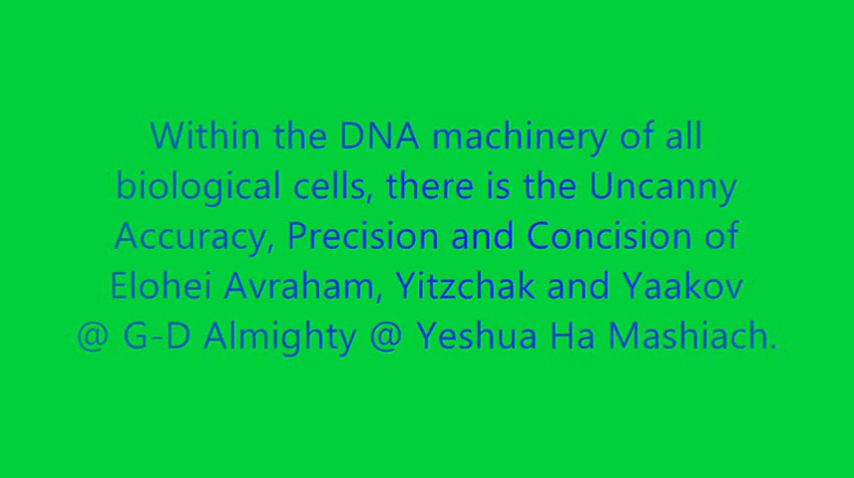 Within the DNA machinery of all
biological cells, there is the Uncanny
Accuracy, Precision and Concision of
Elohei Avraham, Yitzchak and Yaakov
@ G-D Almighty @ Yeshua Ha Mashiach.